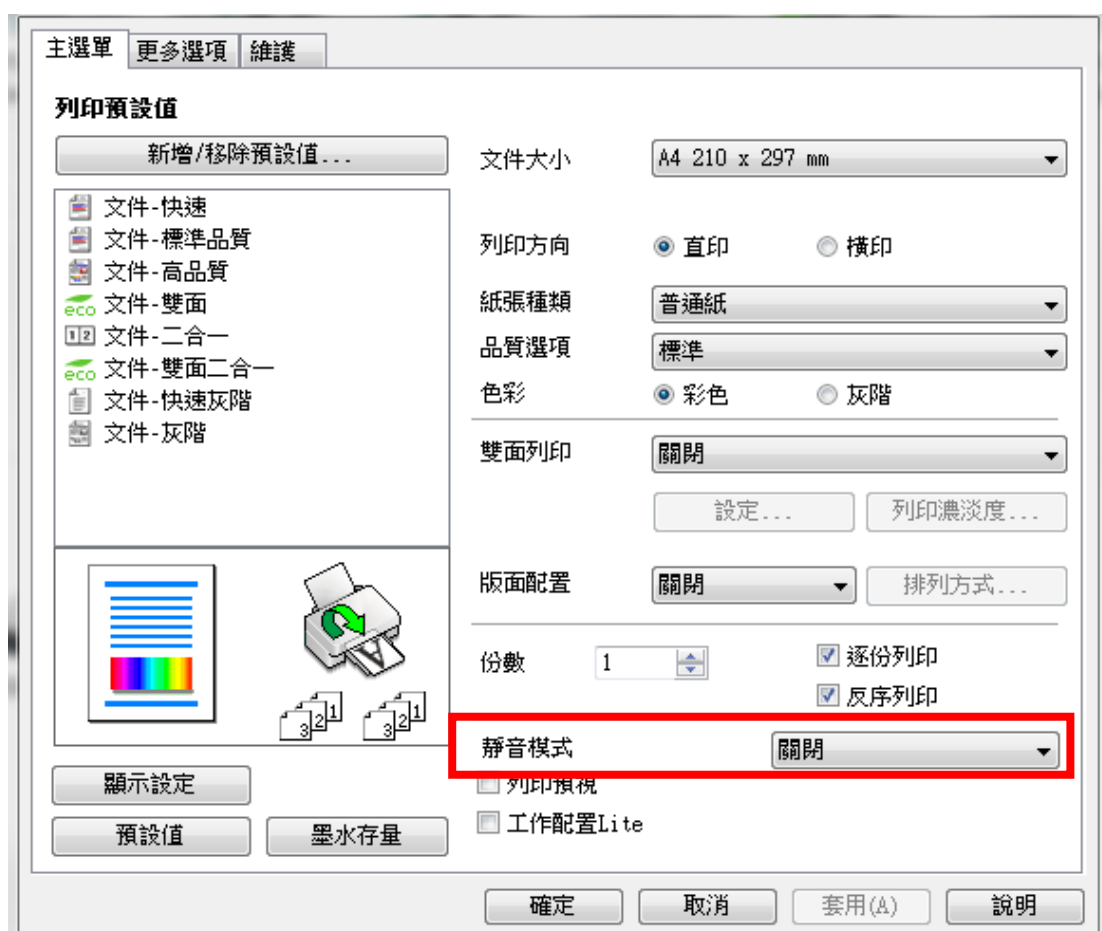 主選單 更多選項 維護
列印預設值
新增/移除預設值...
文件-快速
文件-標準品質
文件-高品質
eco 文件-雙面
12 文件-二合一
eco 文件-雙面二合一
文件-快速灰階
文件-灰階
321 321
顯示設定
預設值 墨水存量
文件大小 A4 210 x 297 mm
列印方向 直印 橫印
紙張種類 普通紙
品質選項 標準
色彩 彩色 灰階
雙面列印 關閉
設定... 列印濃淡度...
版面配置 關閉 排列方式...
份數 1 逐份列印
反序列印
靜音模式 關閉
列印預視
工作配置Lite
確定 取消 套用(A) 說明